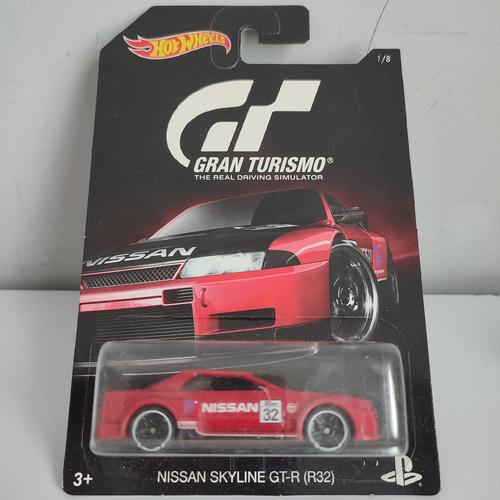 Hot Wheels
1/8
GT
GRAN TURISMO®
THE REAL DRIVING SIMULATOR
NISSAN
NISSAN
32
3+
NISSAN SKYLINE GT-R (R32)